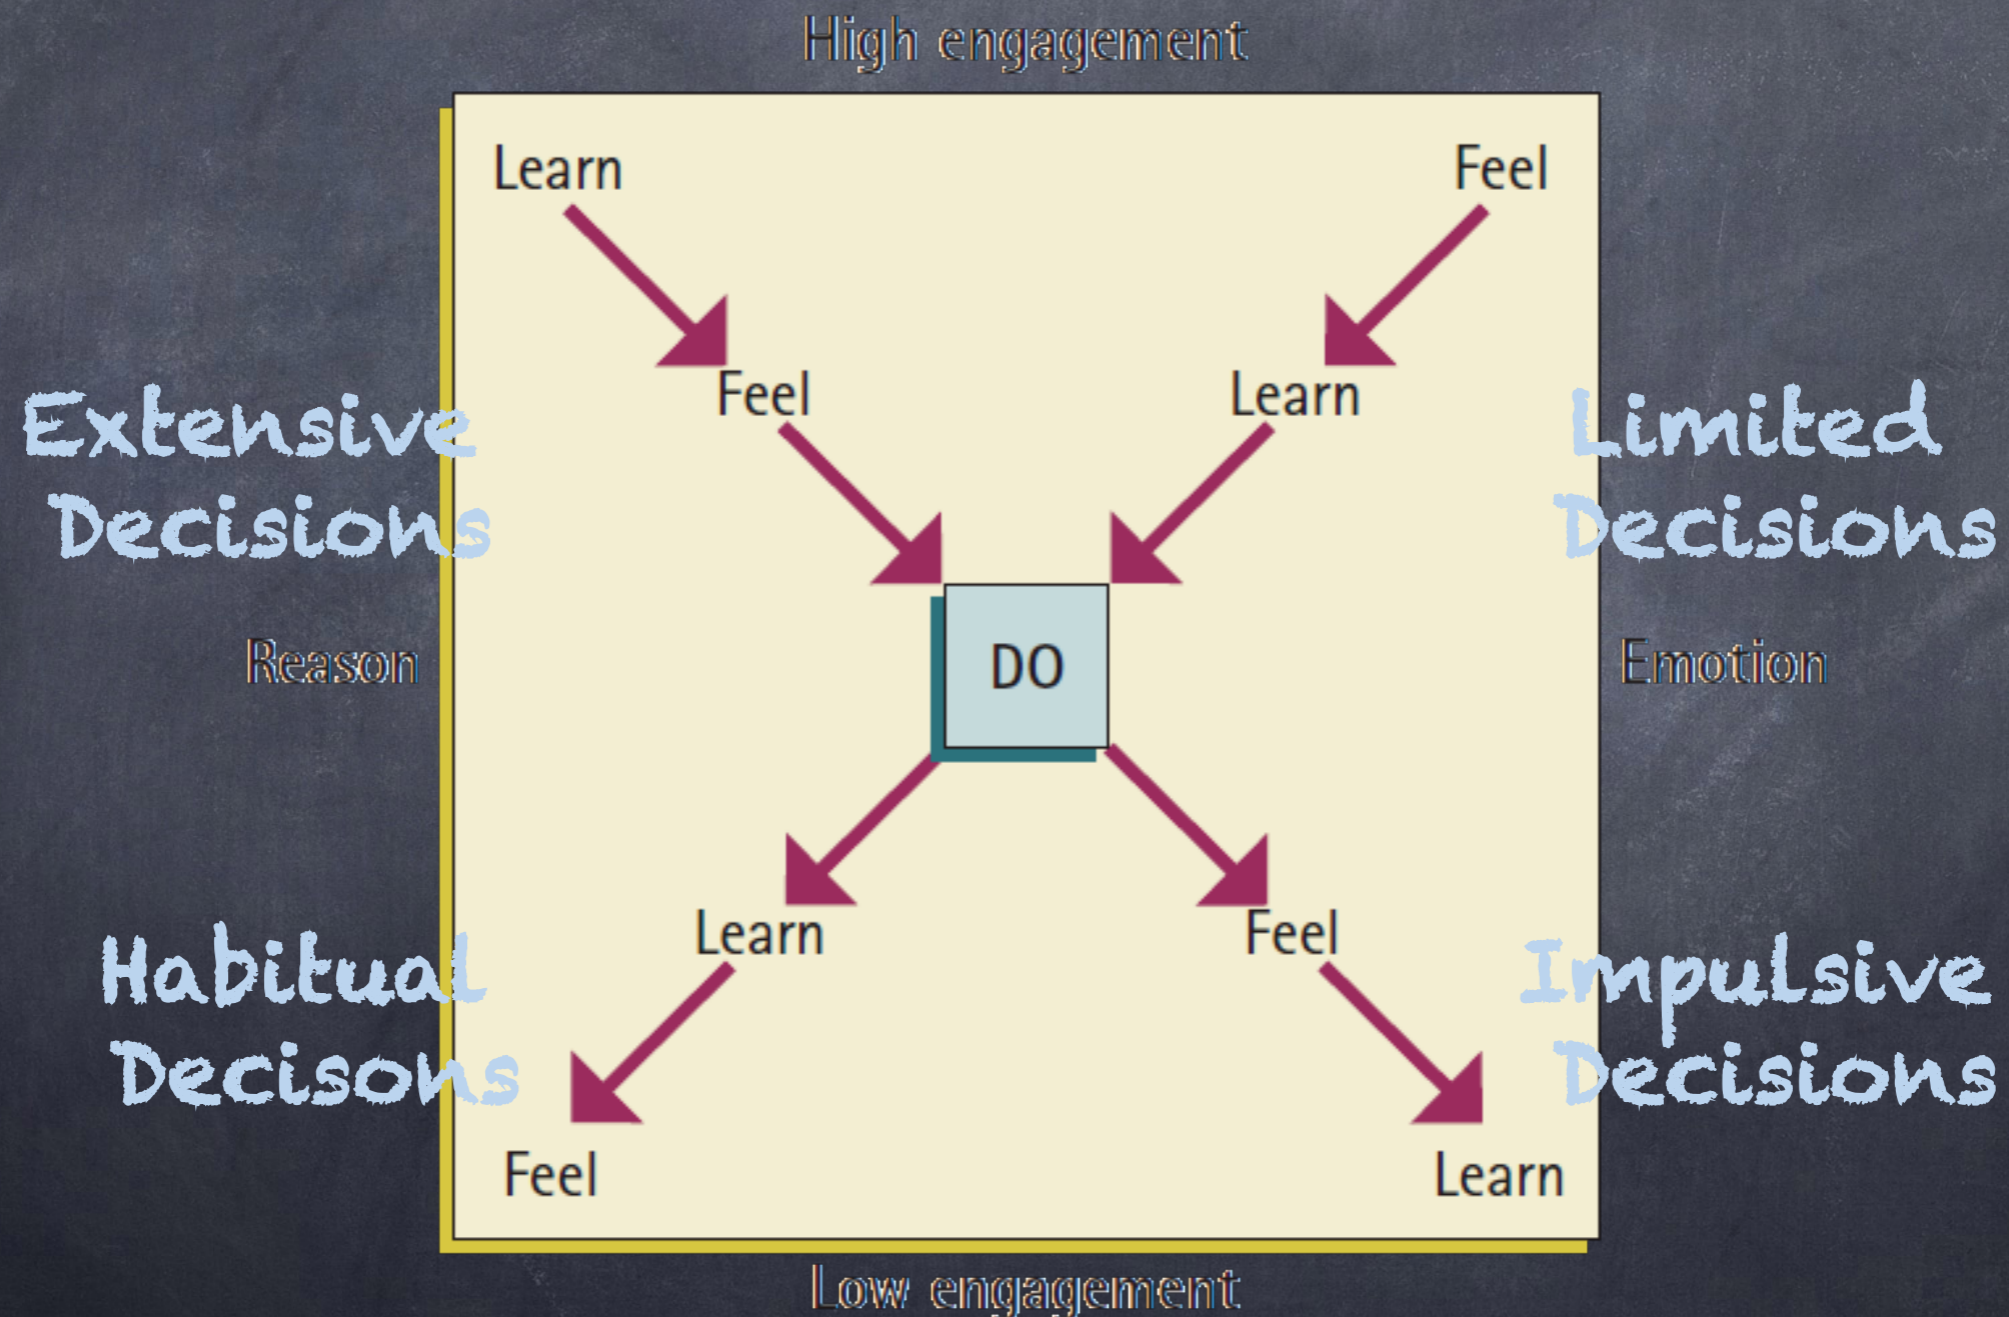 High engagement
Learn
Feel
Feel
Learn
Extensive
Decisions
Limited
Decisions
Reason
DO
Emotion
Learn
Feel
Habitual
Decisons
Impulsive
Decisions
Feel
Learn
Low engagement